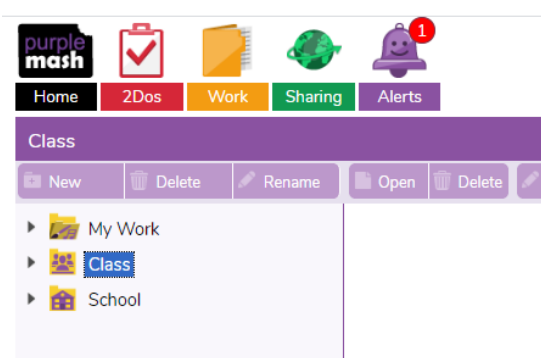 purple
mash
1
Home 2Dos Work Sharing Alerts
Class
New Delete Rename Open Delete
My Work
Class
School